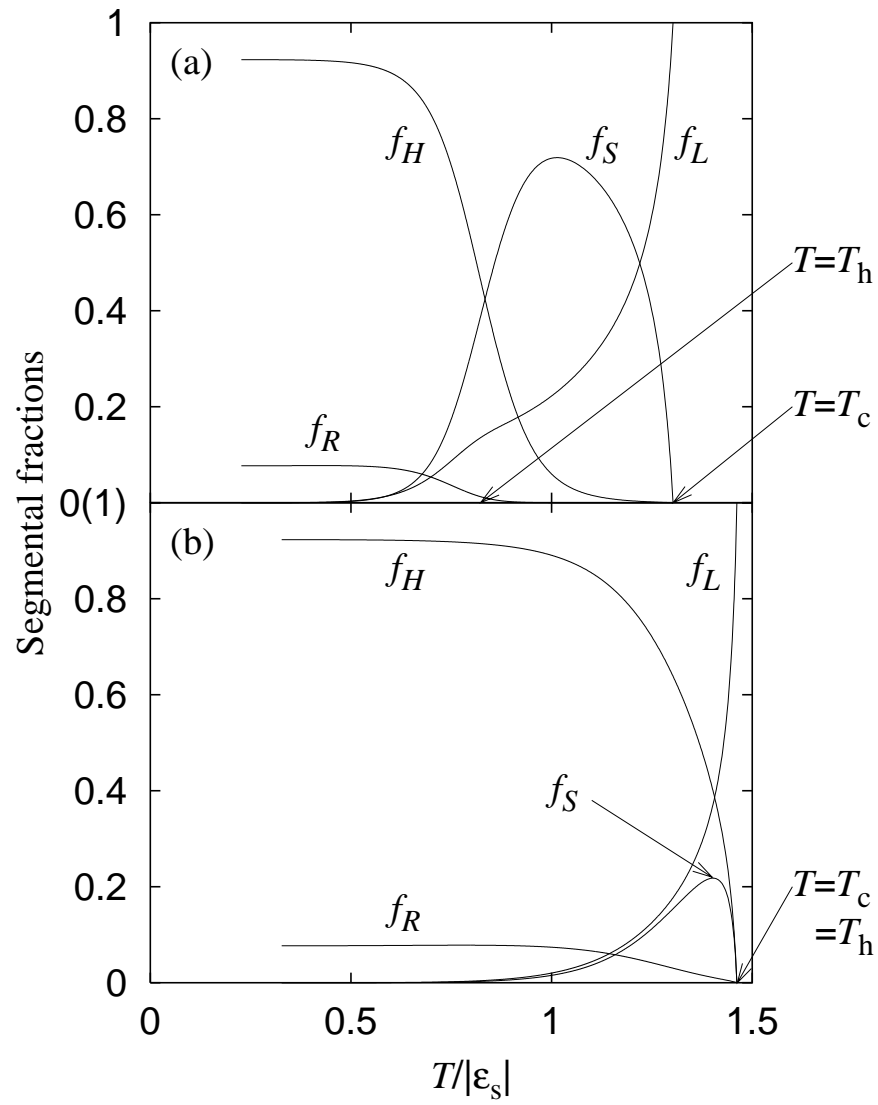 1
(a)
0.8
f_H
f_S
f_L
0.6
T=T_h
0.4
Segmental fractions
T=T_c
0.2
f_R
0(1)
(b)
f_H
f_L
0.8
0.6
0.4
f_S
0.2
T=T_c
=T_h
f_R
0
0
0.5
1
1.5
T/|ε_s|